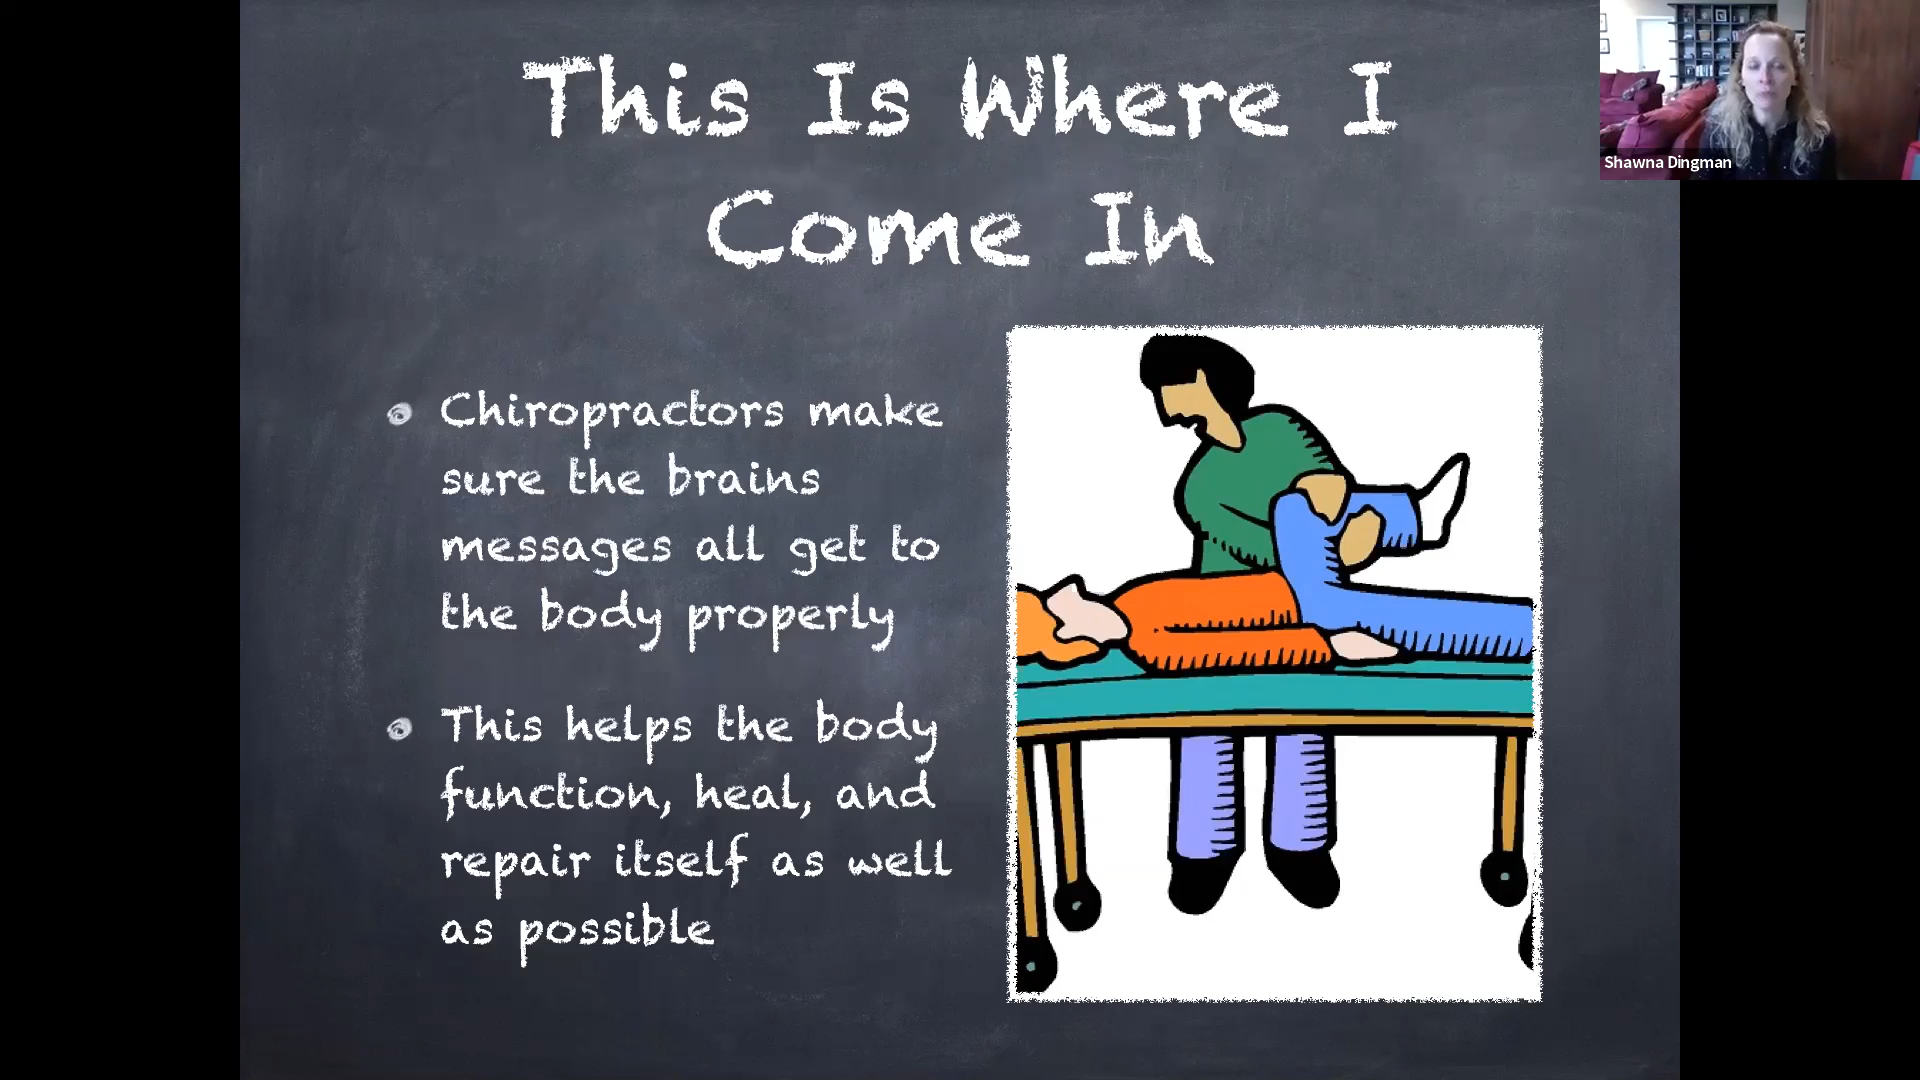 This Is Where I
Come In
Shawna Dingman
Chiropractors make
sure the brains
messages all get to
the body properly
This helps the body
function, heal, and
repair itself as well
as possible